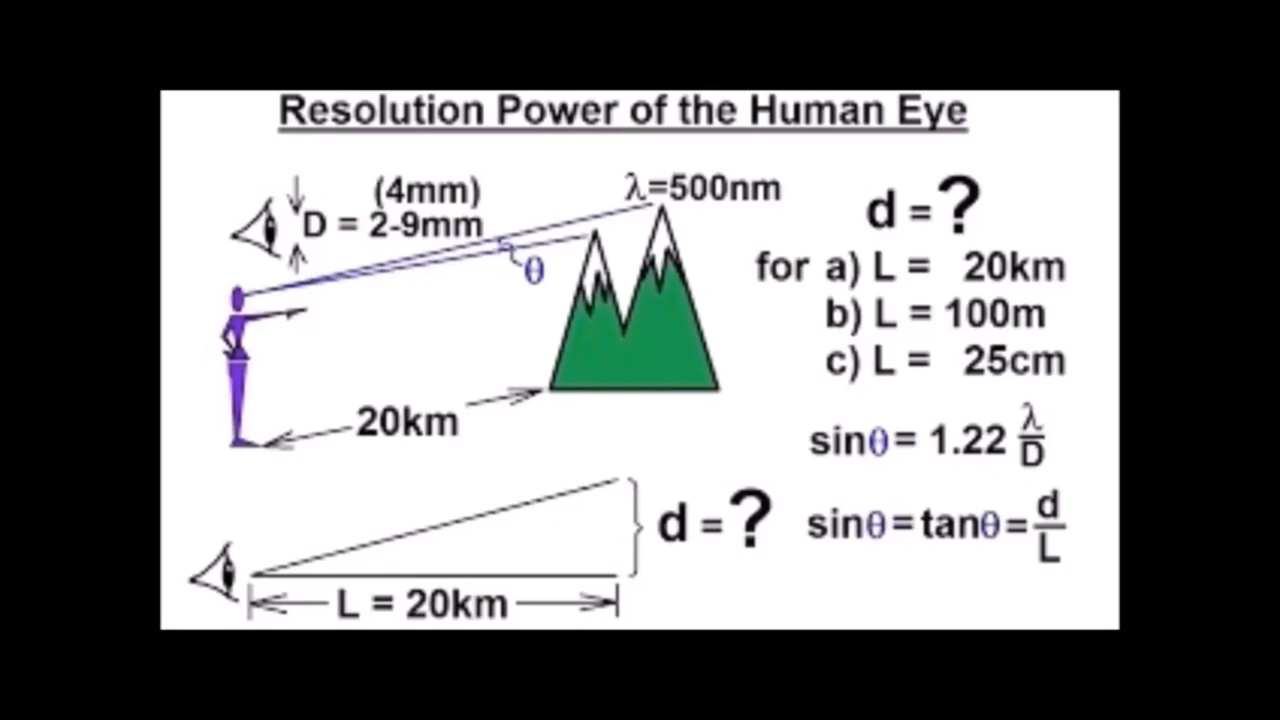 Resolution Power of the Human Eye
(4mm)
D = 2-9mm
λ=500nm
θ
20km
d = ?
for a) L = 20km
b) L = 100m
c) L = 25cm
sinθ = 1.22 λ/D
d = ?
sinθ = tanθ = d/L
L = 20km